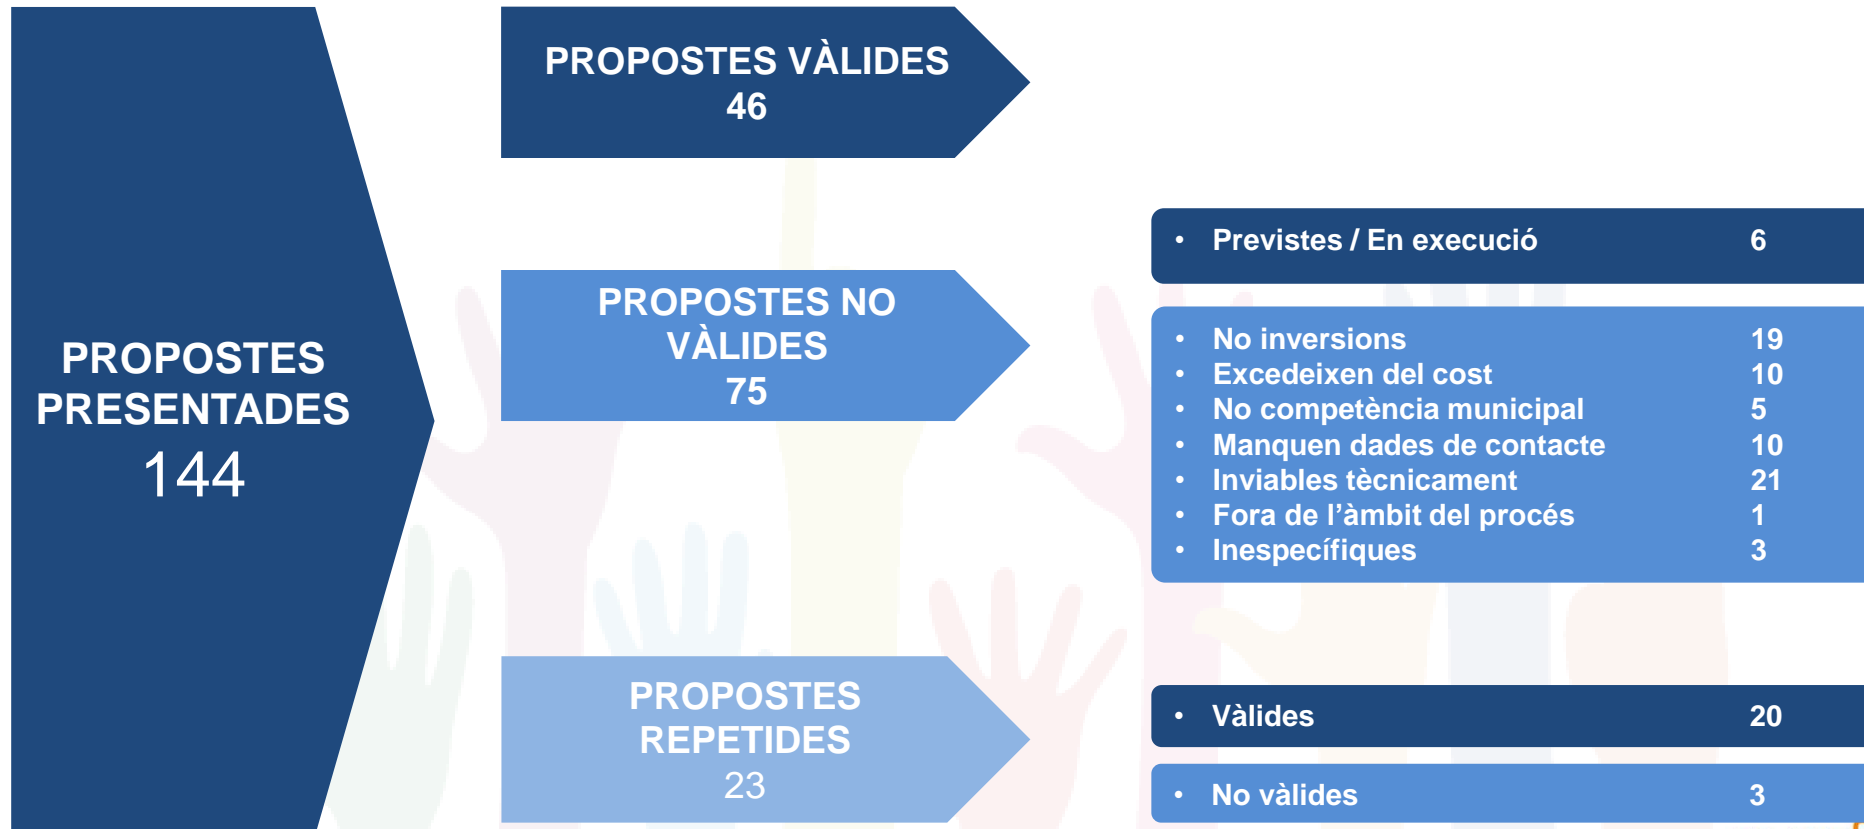 PROPOSTES
PRESENTADES
144
PROPOSTES VÀLIDES
46
PROPOSTES NO
VÀLIDES
75
• Previstes / En execució 6
• No inversions 19
• Excedeixen del cost 10
• No competència municipal 5
• Manquen dades de contacte 10
• Inviables tècnicament 21
• Fora de l’àmbit del procés 1
• Inespecífiques 3
PROPOSTES
REPETIDES
23
• Vàlides 20
• No vàlides 3